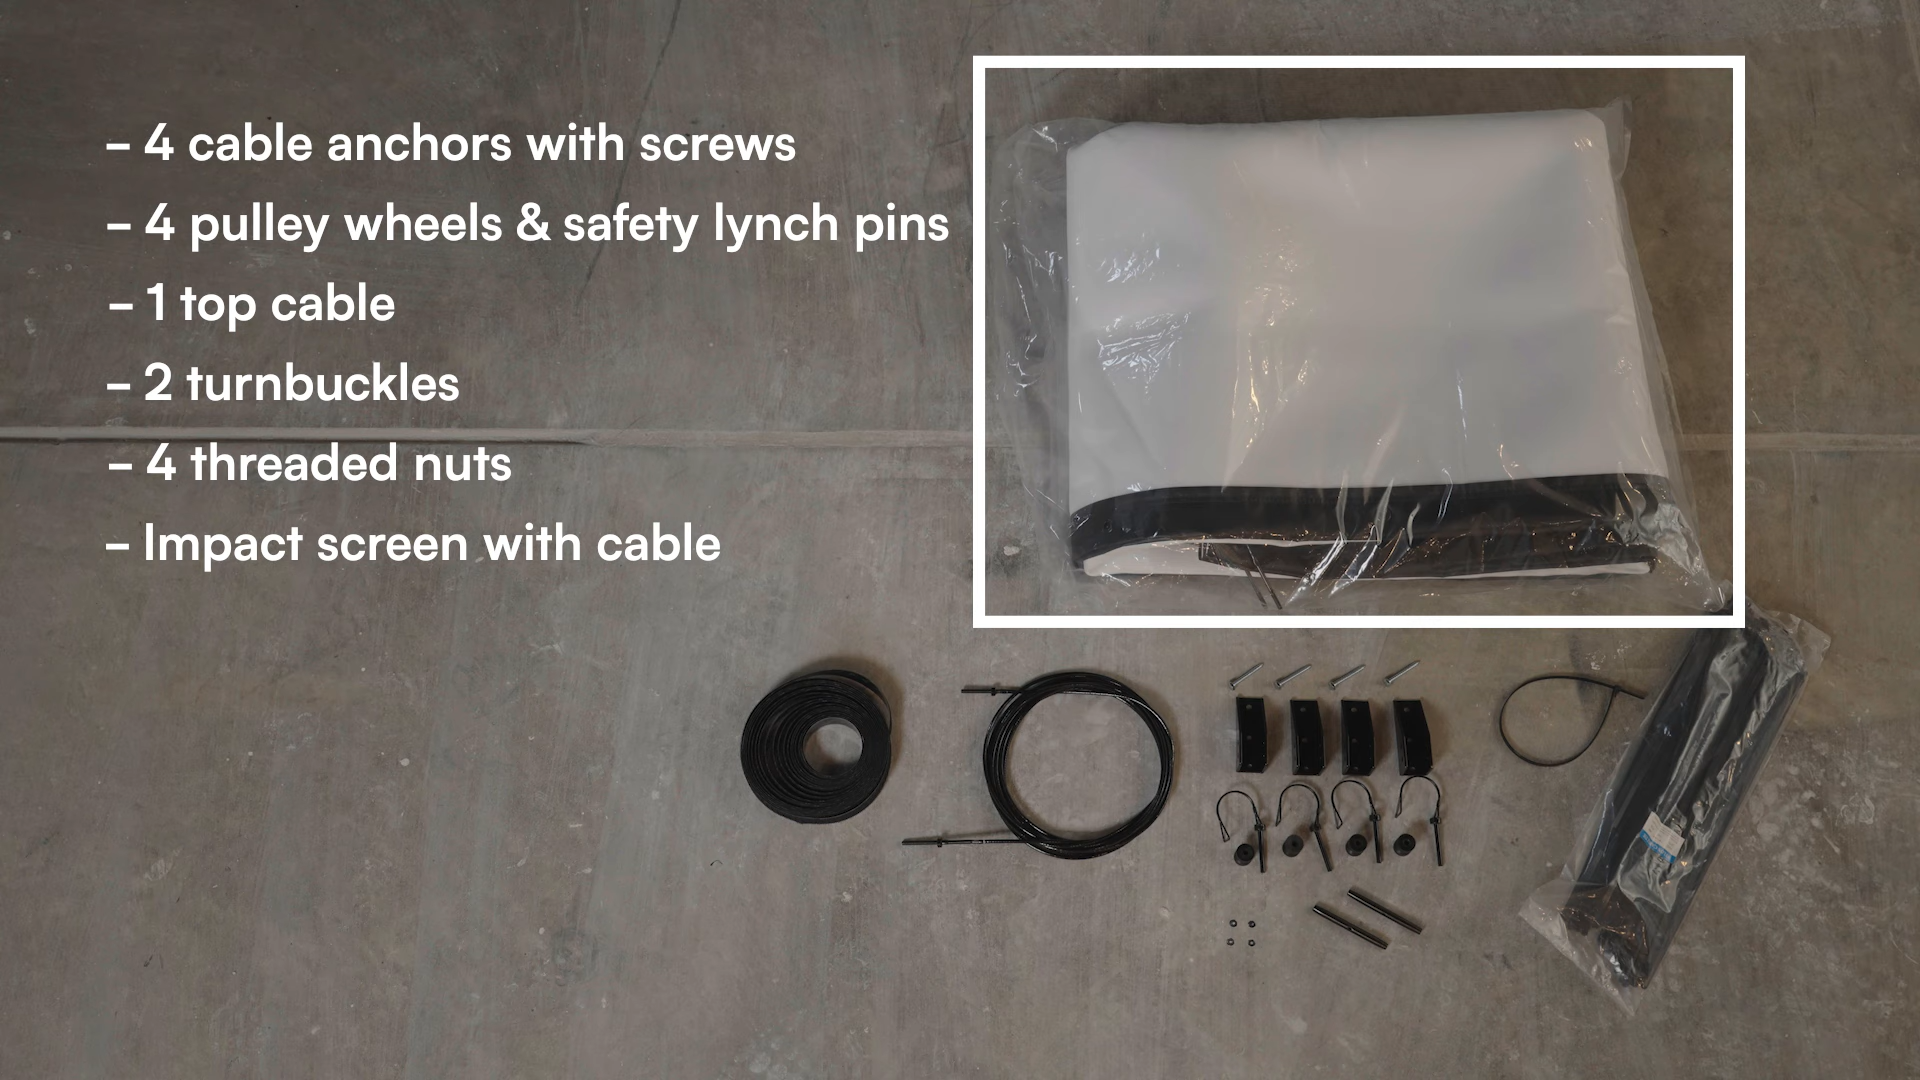 – 4 cable anchors with screws
– 4 pulley wheels & safety lynch pins
– 1 top cable
– 2 turnbuckles
– 4 threaded nuts
– Impact screen with cable